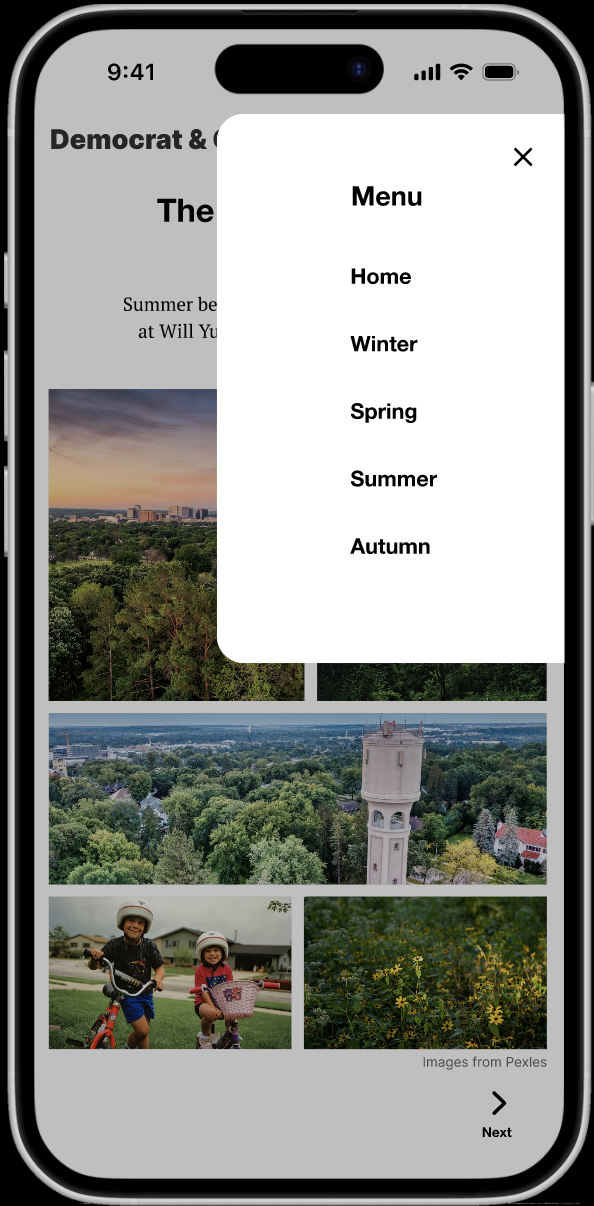 9:41
Democrat &
Menu
The
Home
Summer be
at Will Yu
Winter
Spring
Summer
Autumn
Images from Pexles
Next